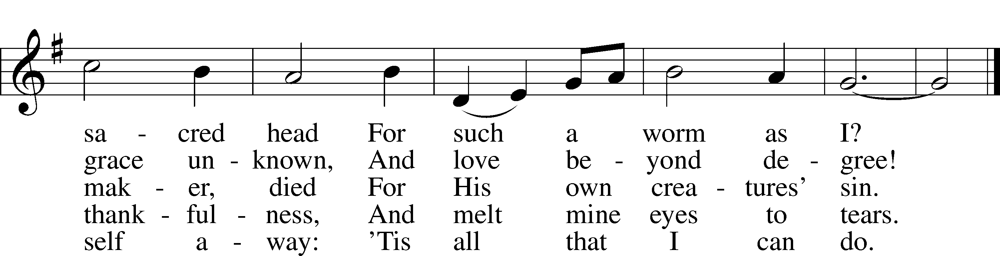 sa - cred head For such a worm as I?
grace un - known, And love be - yond de - gree!
mak - er, died For His own crea - tures’ sin.
thank - ful - ness, And melt mine eyes to tears.
self a - way: ’Tis all that I can do.